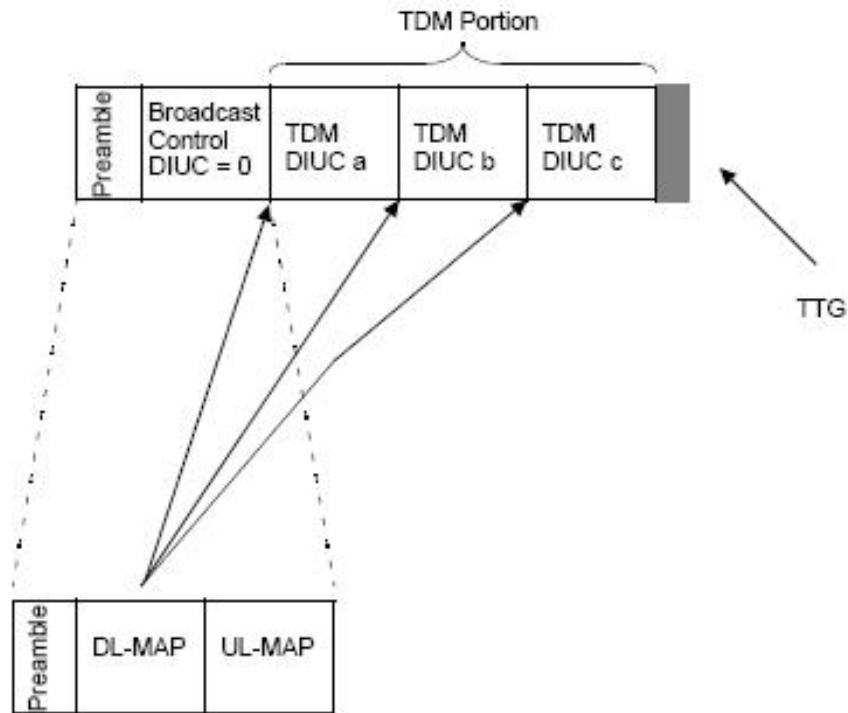 TDM Portion
Preamble
Broadcast
Control
DIUC = 0
TDM
DIUC a
TDM
DIUC b
TDM
DIUC c
TTG
Preamble
DL-MAP
UL-MAP